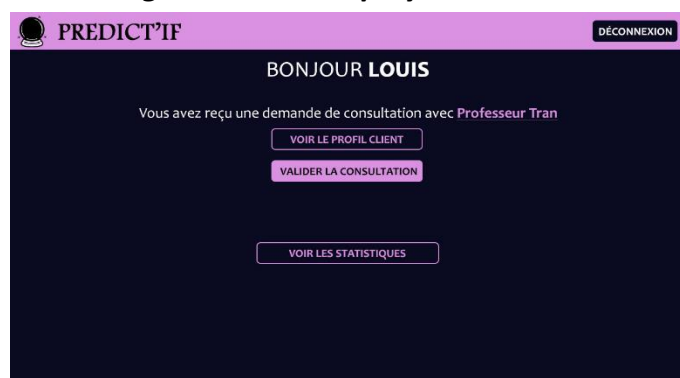 PREDICT'IF
DÉCONNEXION
BONJOUR LOUIS
Vous avez reçu une demande de consultation avec Professeur Tran
VOIR LE PROFIL CLIENT
VALIDER LA CONSULTATION
VOIR LES STATISTIQUES